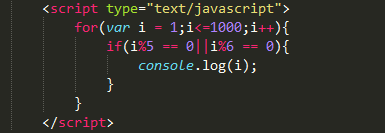 <script type="text/javascript">
for(var i = 1;i<=1000;i++){
if(i%5 == 0||i%6 == 0){
console.log(i);
}
}
</script>